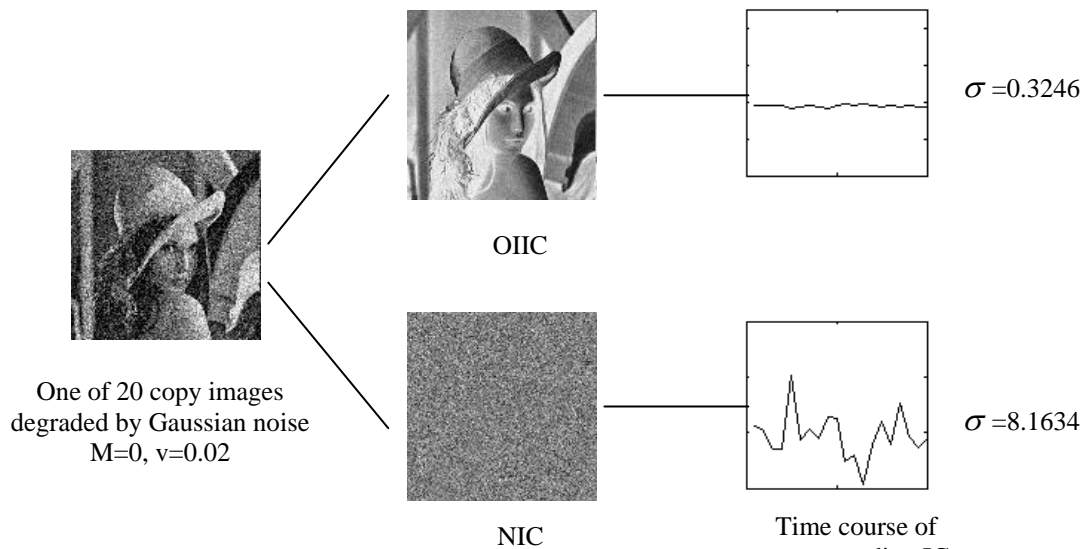 σ =0.3246
OIIC
One of 20 copy images
degraded by Gaussian noise
M=0, v=0.02
σ =8.1634
NIC
Time course of